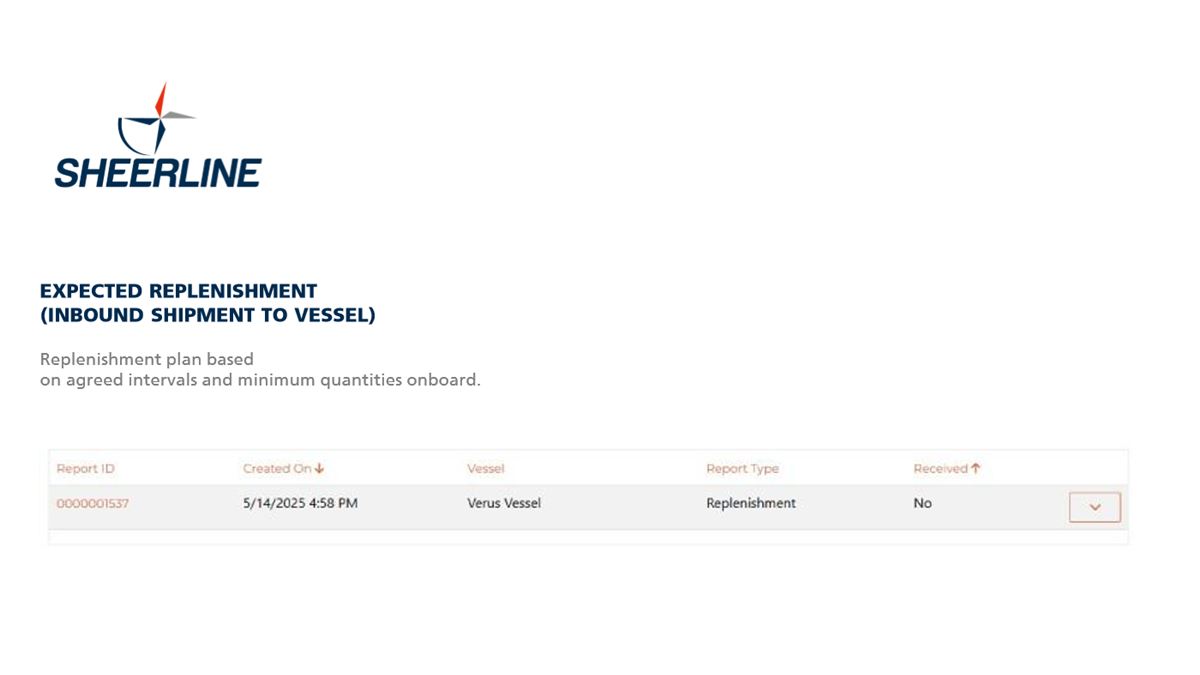 SHEERLINE
EXPECTED REPLENISHMENT
(INBOUND SHIPMENT TO VESSEL)
Replenishment plan based
on agreed intervals and minimum quantities onboard.
Report ID Created On Vessel Report Type Received
0000001537 5/14/2025 4:58 PM Verus Vessel Replenishment No